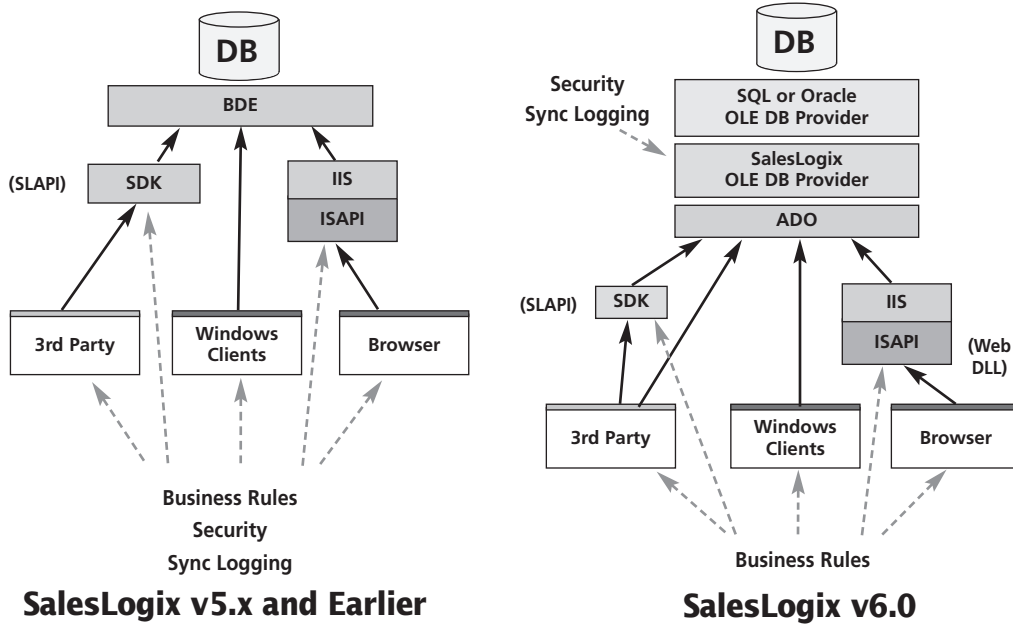 DB
BDE
(SLAPI)
SDK
IIS
ISAPI
3rd Party
Windows
Clients
Browser
Business Rules
Security
Sync Logging
SalesLogix v5.x and Earlier
DB
Security
Sync Logging
SQL or Oracle
OLE DB Provider
SalesLogix
OLE DB Provider
ADO
(SLAPI)
SDK
IIS
ISAPI
(Web
DLL)
3rd Party
Windows
Clients
Browser
Business Rules
SalesLogix v6.0